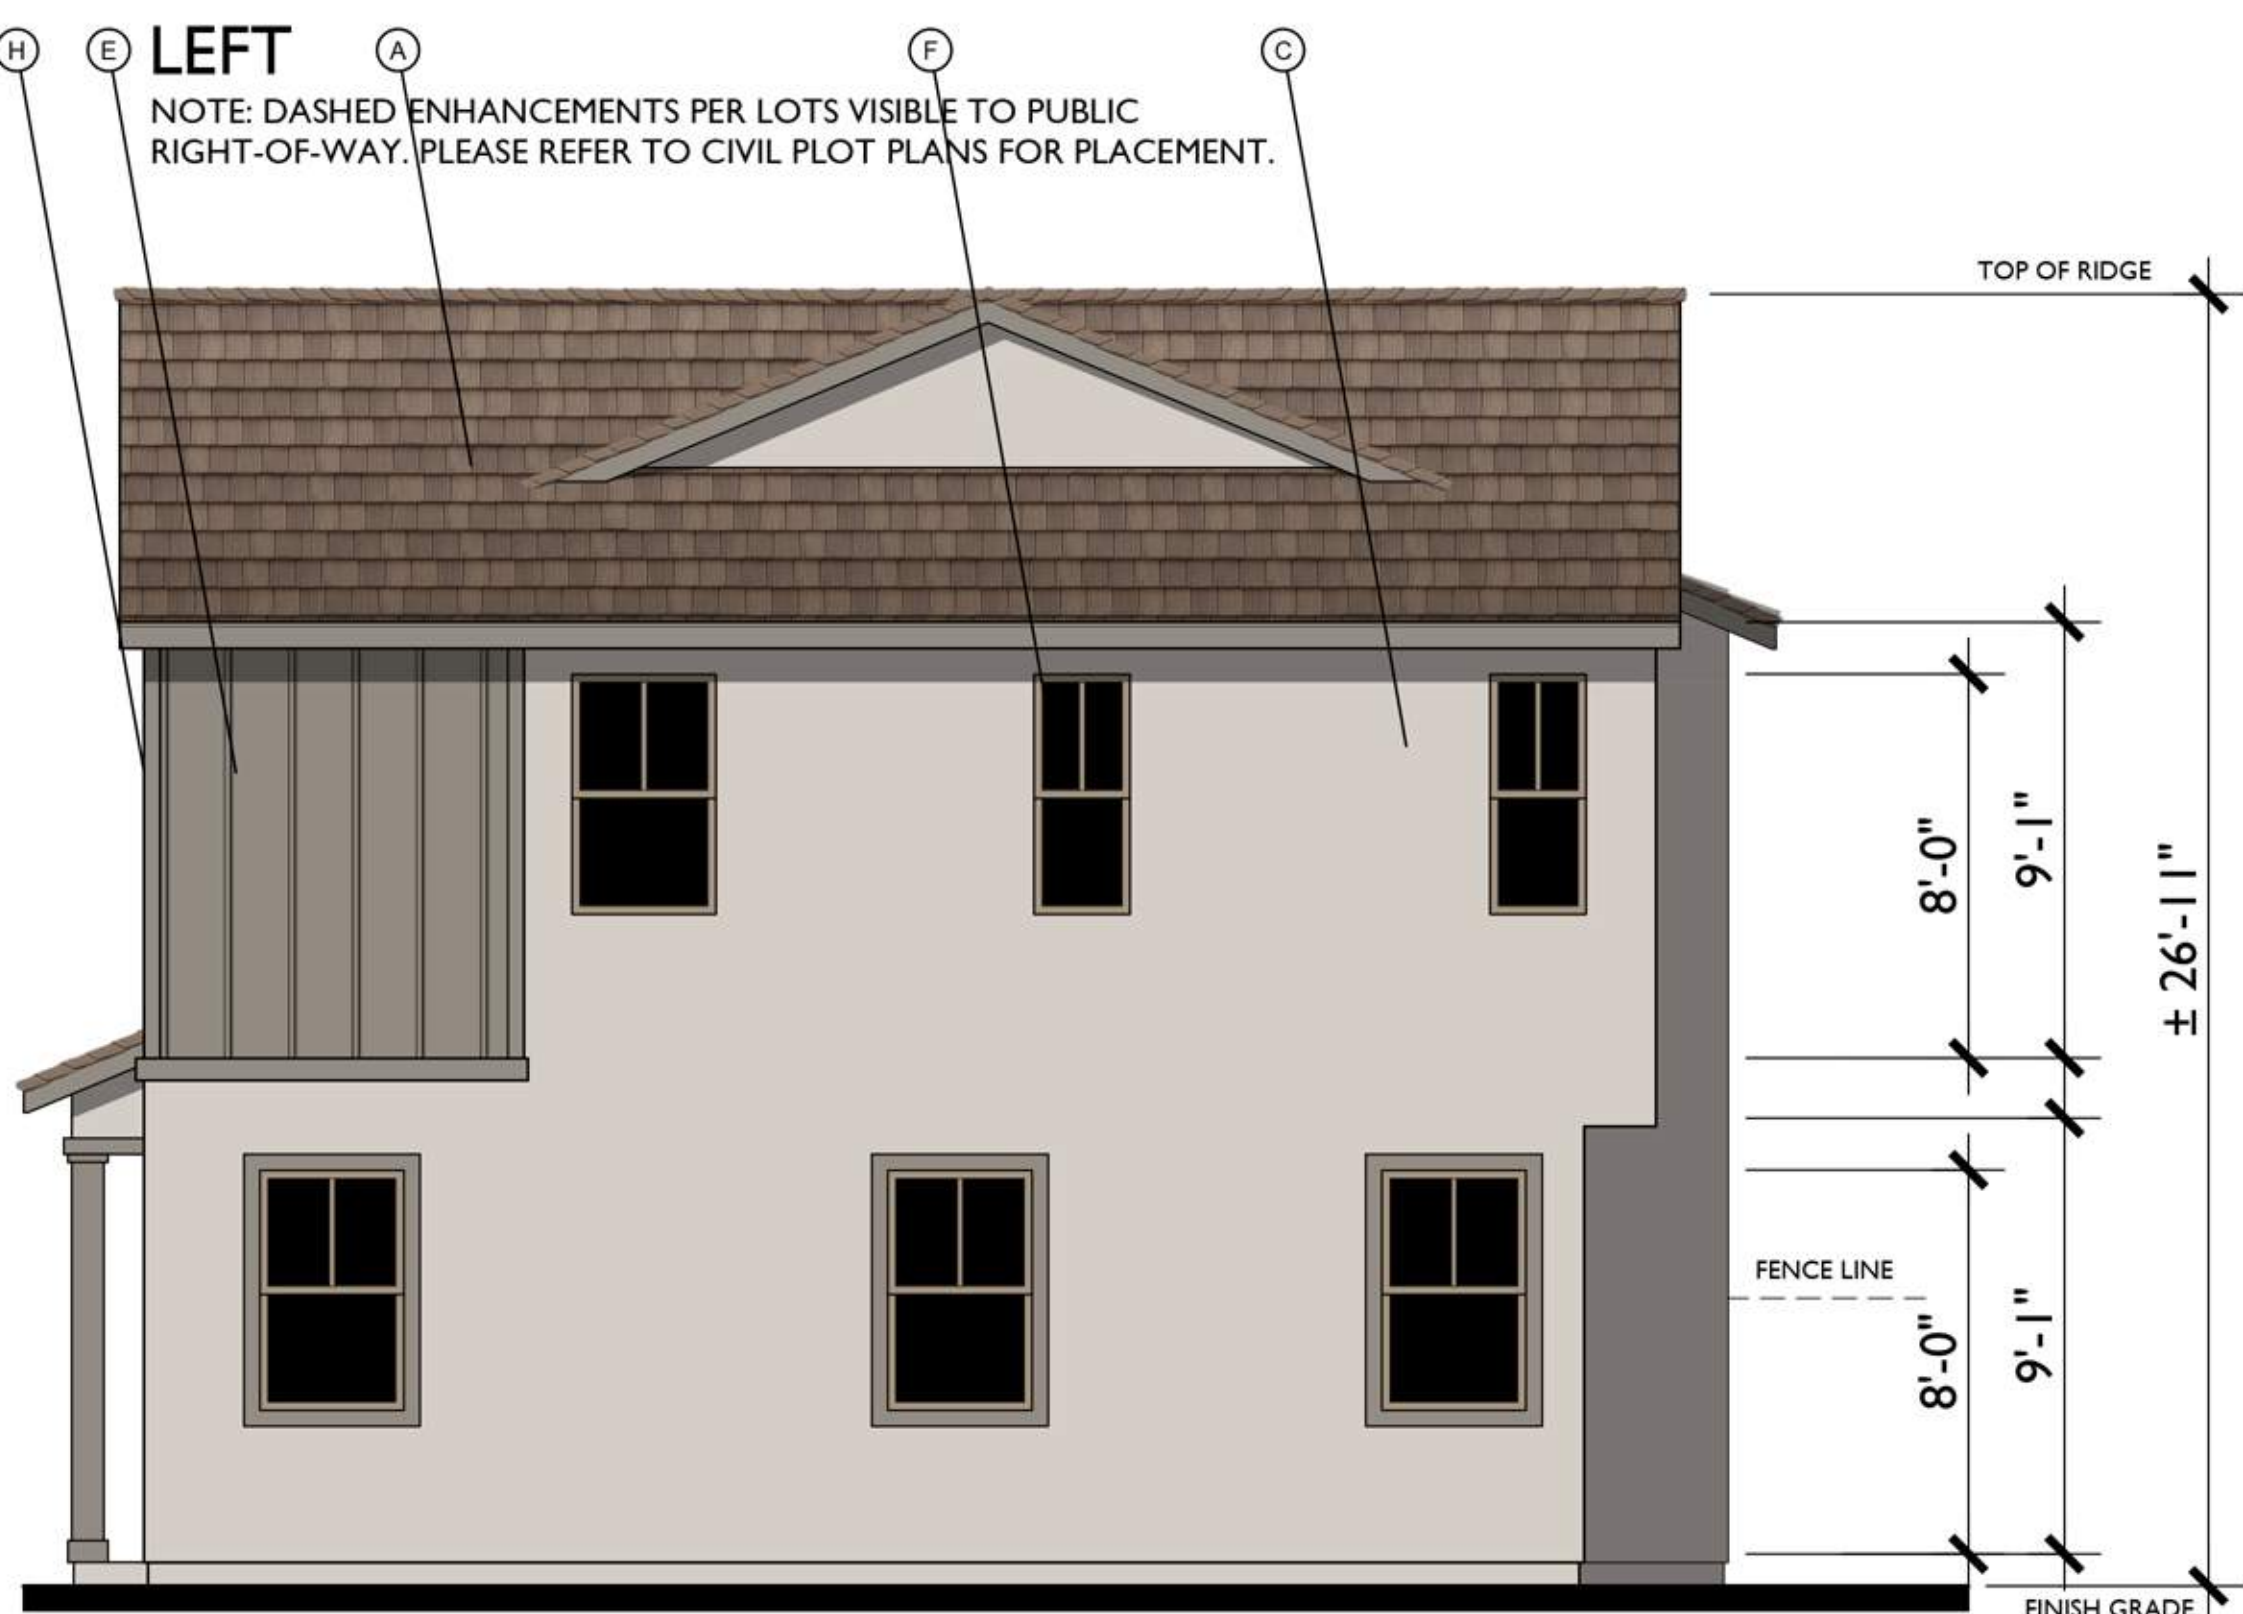 H E LEFT A F C
NOTE: DASHED ENHANCEMENTS PER LOTS VISIBLE TO PUBLIC
RIGHT-OF-WAY. PLEASE REFER TO CIVIL PLOT PLANS FOR PLACEMENT.
TOP OF RIDGE
8'-0"
9'-1"
± 26'-11"
FENCE LINE
8'-0"
9'-1"
FINISH GRADE